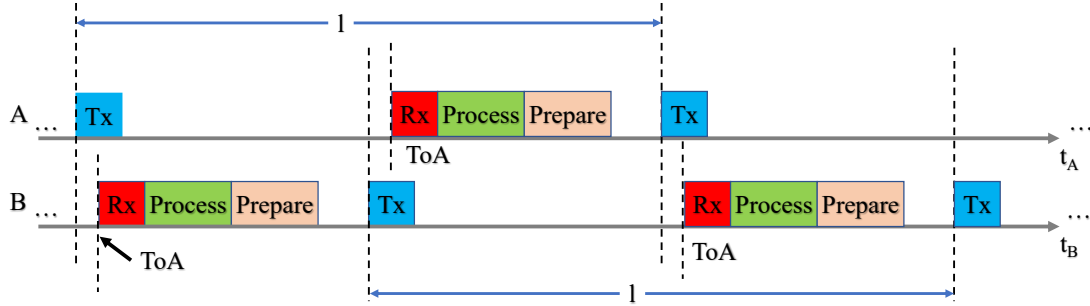 l
A ... Tx Rx Process Prepare Tx ...
ToA t_A
B ... Rx Process Prepare Tx Rx Process Prepare Tx ...
ToA ToA t_B
l